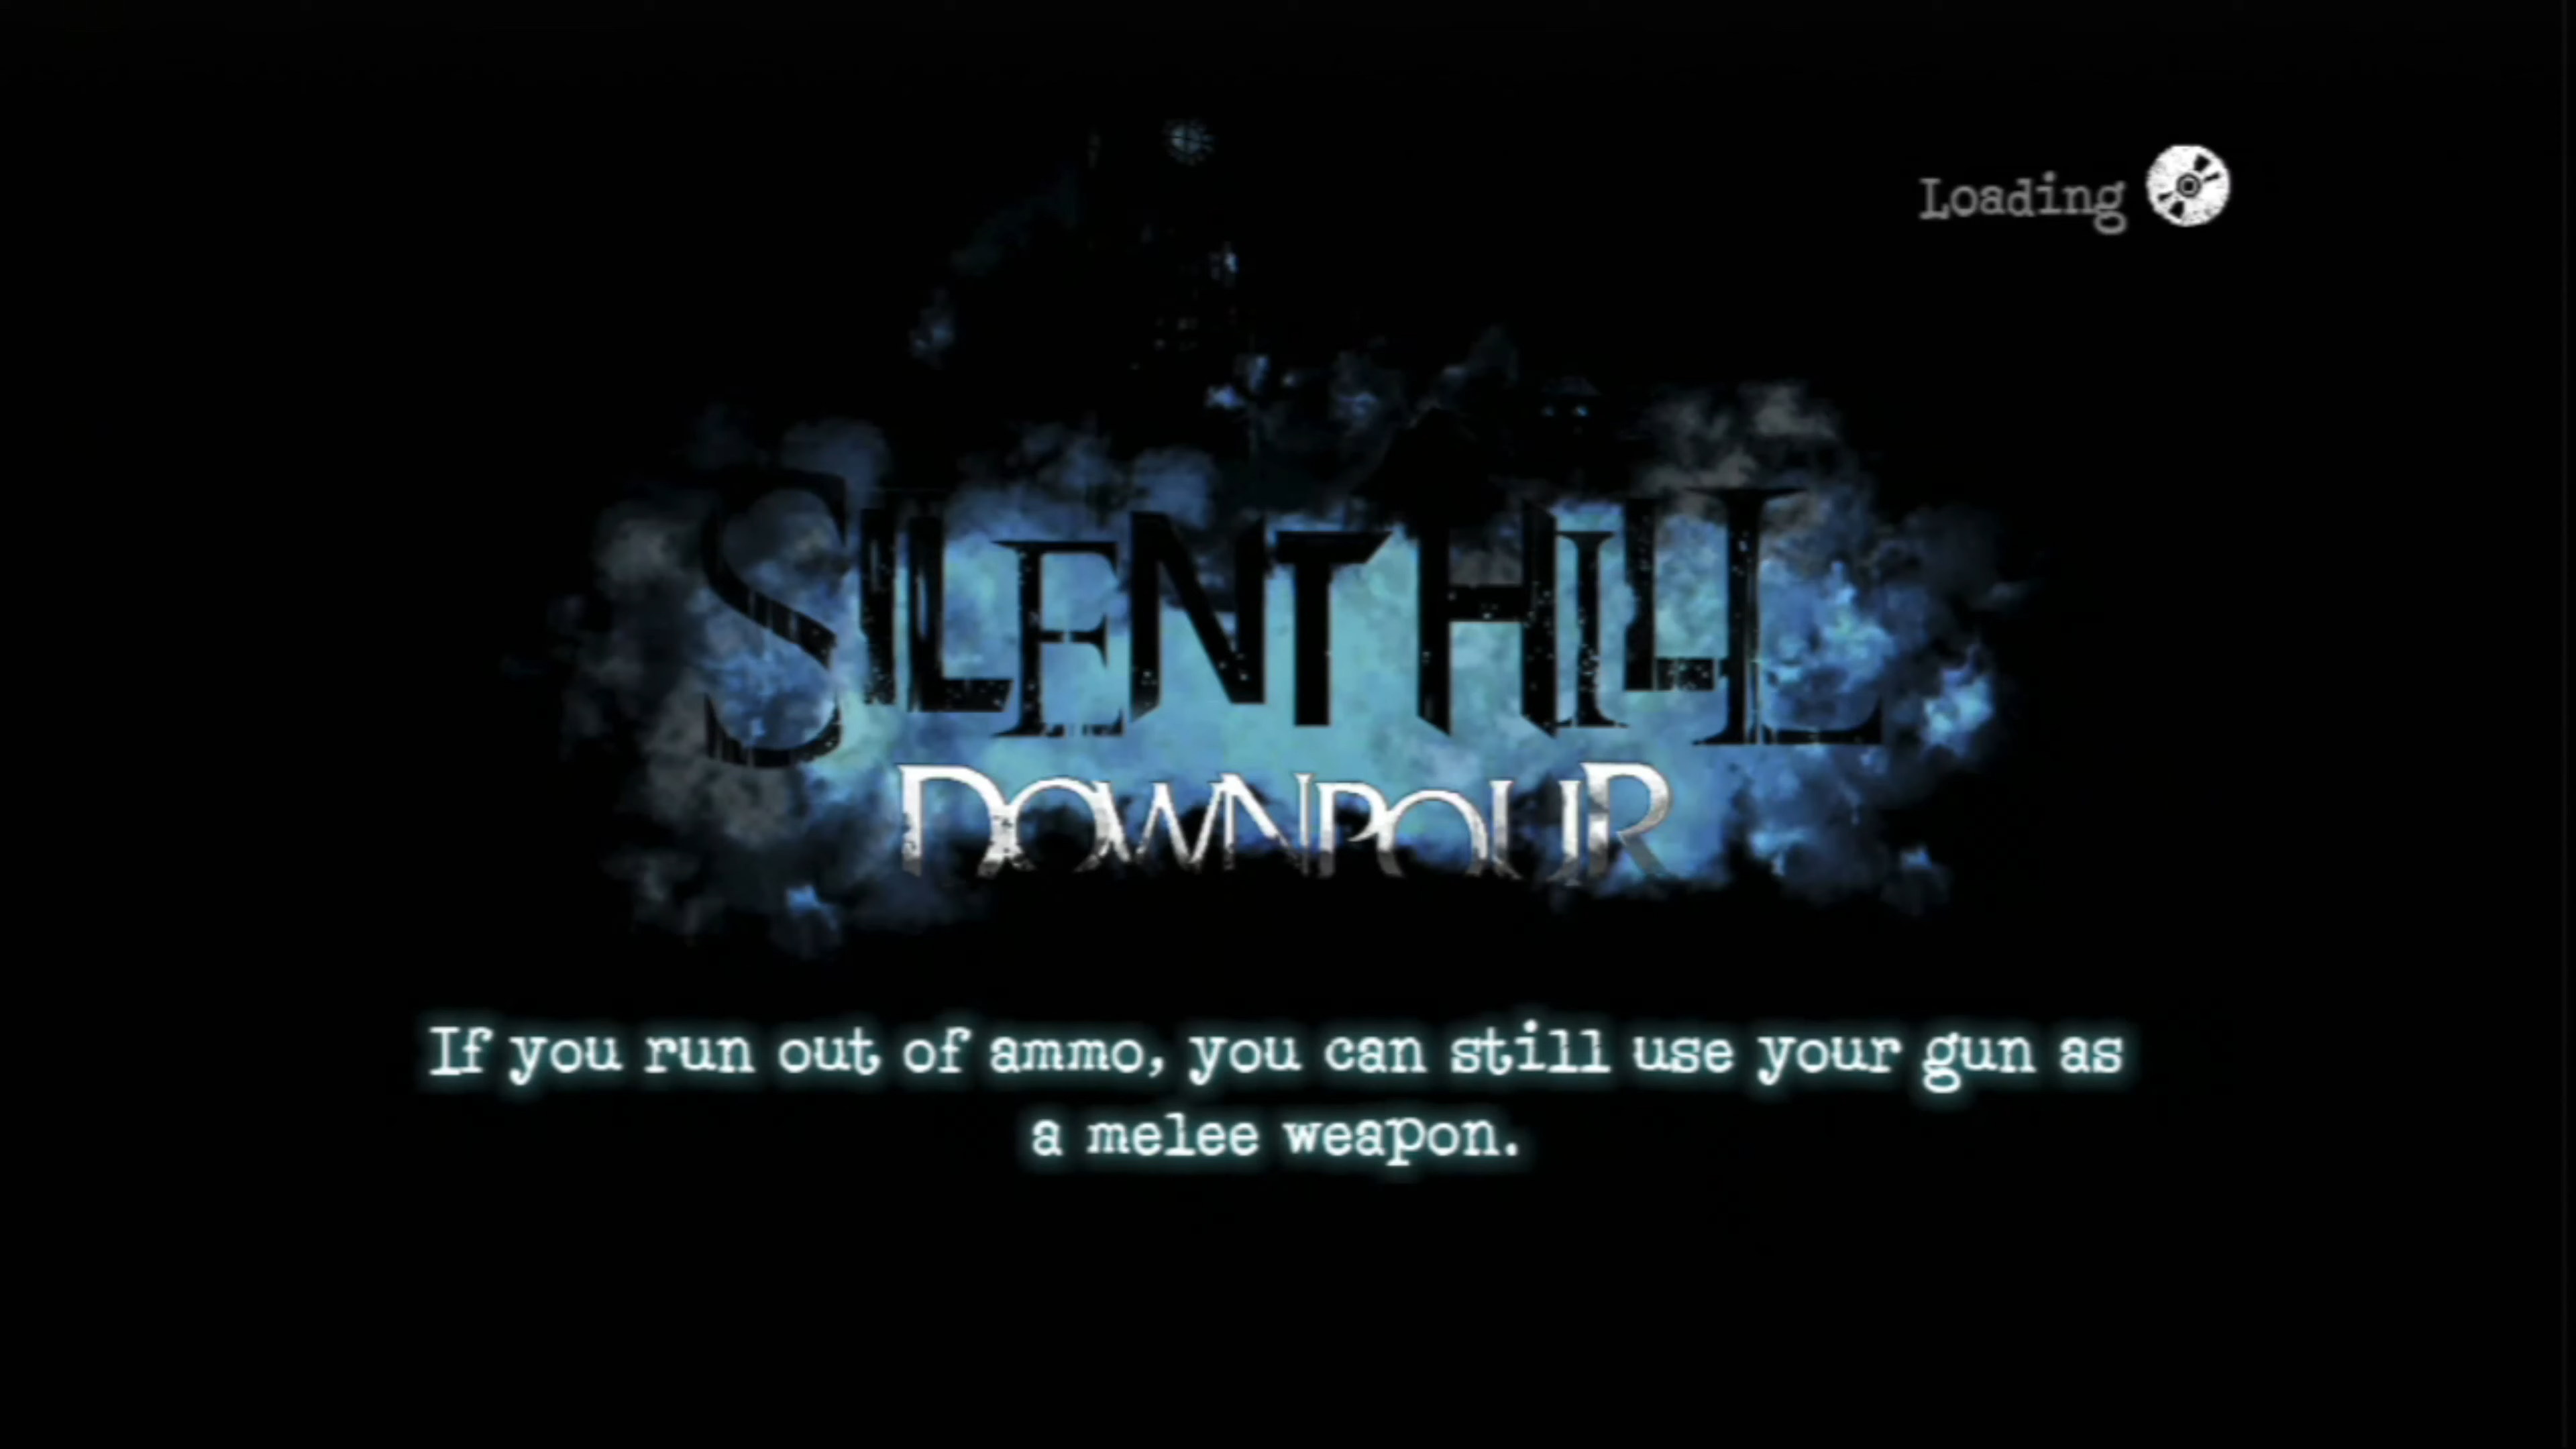 Loading
SILENT HILL
DOWNPOUR
If you run out of ammo, you can still use your gun as
a melee weapon.